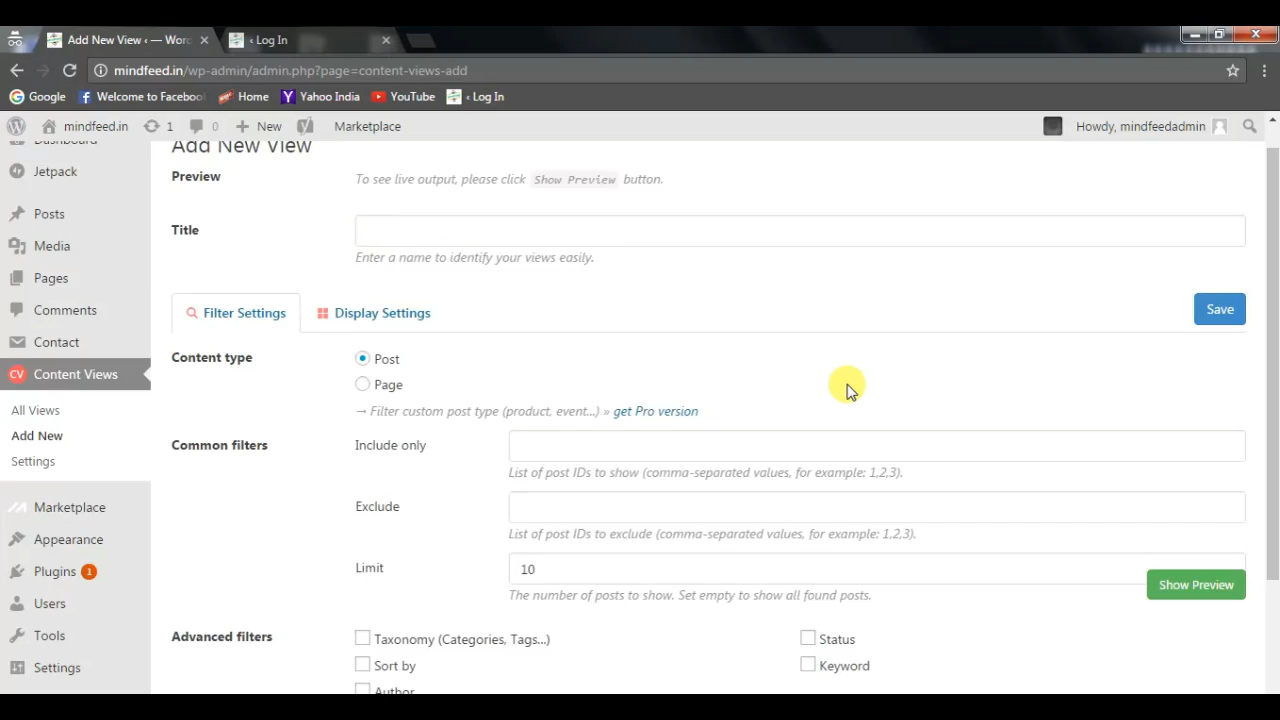 Add New View ‹ — Worc
‹ Log In
mindfeed.in/wp-admin/admin.php?page=content-views-add
Google
Welcome to Faceboo
Home
Yahoo India
YouTube
‹ Log In
mindfeed.in
1
0
New
Marketplace
Howdy, mindfeedadmin
Dashboard
Jetpack
Posts
Media
Pages
Comments
Contact
CV Content Views
All Views
Add New
Settings
Marketplace
Appearance
Plugins 1
Users
Tools
Settings
Add New View
Preview
To see live output, please click Show Preview button.
Title
Enter a name to identify your views easily.
Filter Settings
Display Settings
Save
Content type
Post
Page
→ Filter custom post type (product, event...) » get Pro version
Common filters
Include only
List of post IDs to show (comma-separated values, for example: 1,2,3).
Exclude
List of post IDs to exclude (comma-separated values, for example: 1,2,3).
Limit
10
Show Preview
The number of posts to show. Set empty to show all found posts.
Advanced filters
Taxonomy (Categories, Tags...)
Status
Sort by
Keyword
Author